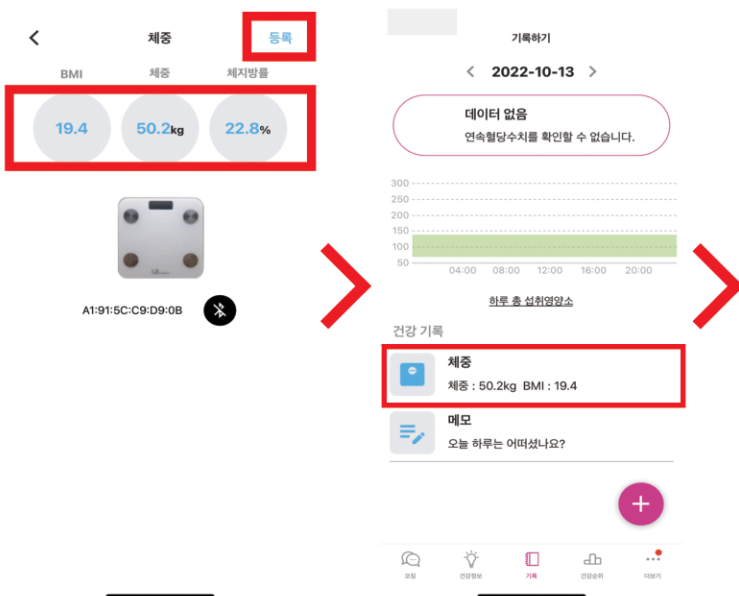 체중
등록
BMI 체중 체지방률
19.4 50.2kg 22.8%
A1:91:5C:C9:D9:0B
기록하기
2022-10-13
데이터 없음
연속혈당수치를 확인할 수 없습니다.
300
250
200
150
100
50
04:00 08:00 12:00 16:00 20:00
하루 총 섭취영양소
건강 기록
체중
체중 : 50.2kg BMI : 19.4
메모
오늘 하루는 어떠셨나요?
코칭 건강정보 기록 건강순위 더보기